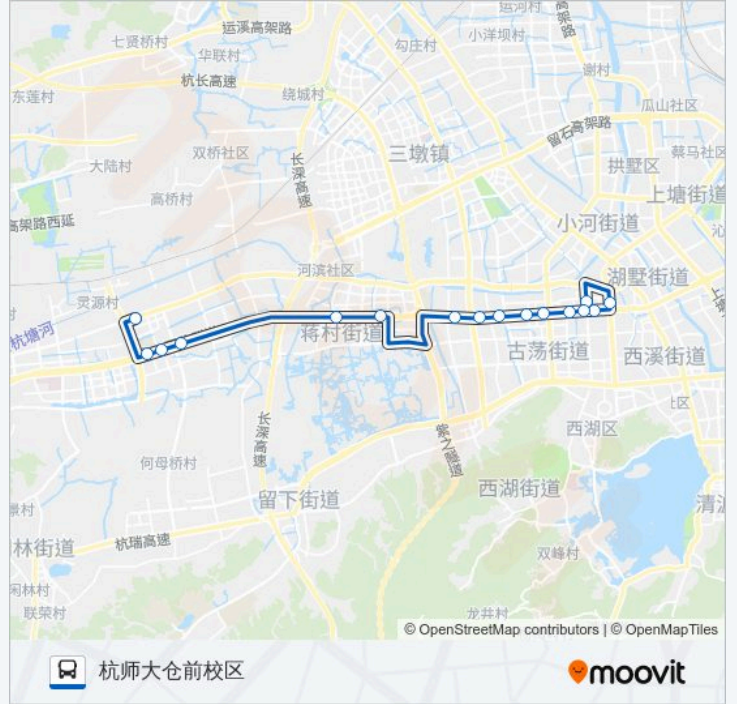 运河村
运溪高架路
小洋坝村
七贤桥村
勾庄村
华联村
杭长高速
谢村
东莲村
绕城村
瓜山社区
留石高架路
蔡马社区
双桥社区
三墩镇
大陆村
拱墅区
长深高速
上塘街道
高桥村
高架路西延
小河街道
河滨社区
湖墅街道
灵源村
杭塘河
蒋村街道
古荡街道
西溪街道
长深高速
西湖区
紫之隧道
何母桥村
留下街道
西湖街道
林街道
杭瑞高速
双峰村
闲林村
联荣村
龙井村
© OpenStreetMap contributors | © OpenMapTiles
杭师大仓前校区
moovit